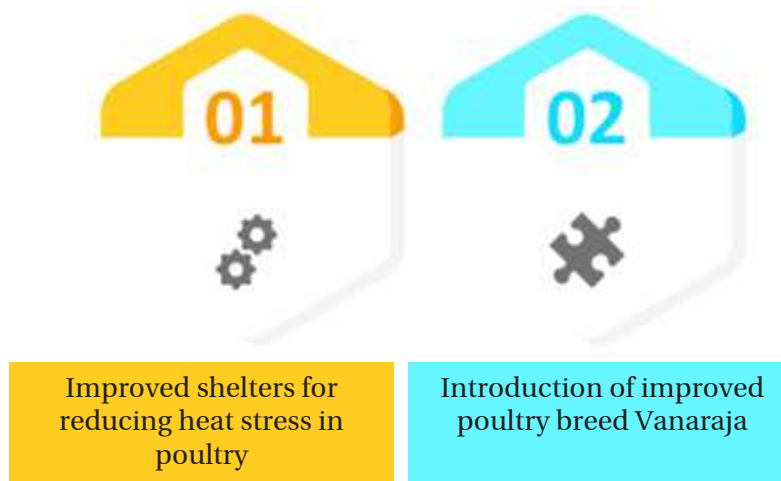 01
02
Improved shelters for
reducing heat stress in
poultry
Introduction of improved
poultry breed Vanaraja